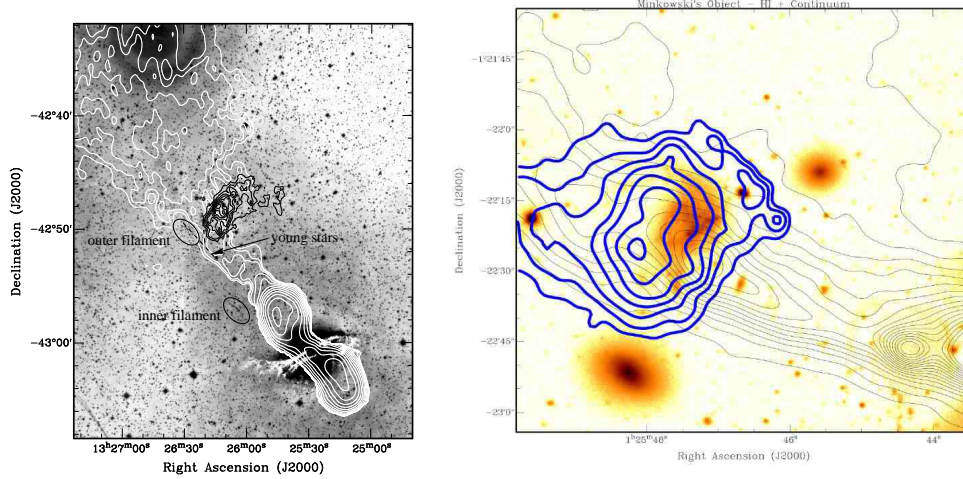 −42°40′
−42°50′
−43°00′
Declination (J2000)
outer filament
young stars
inner filament
13ʰ27ᵐ00ˢ 26ᵐ30ˢ 26ᵐ00ˢ 25ᵐ30ˢ 25ᵐ00ˢ
Right Ascension (J2000)
Minkowski's Object − HI + Continuum
−1°21′45″
−22′0″
−22′15″
−22′30″
−22′45″
−23′0″
Declination (J2000)
1ʰ25ᵐ48ˢ 46ˢ 44ˢ
Right Ascension (J2000)